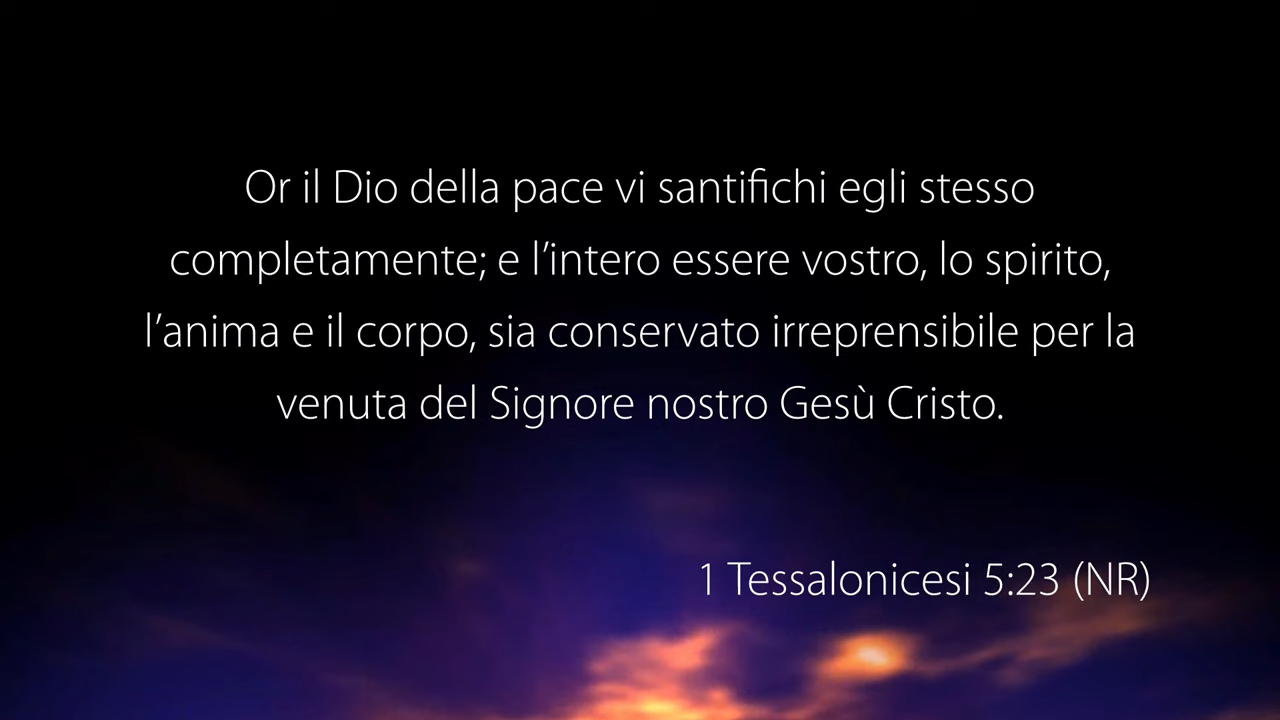 Or il Dio della pace vi santifichi egli stesso
completamente; e l’intero essere vostro, lo spirito,
l’anima e il corpo, sia conservato irreprensibile per la
venuta del Signore nostro Gesù Cristo.
1 Tessalonicesi 5:23 (NR)